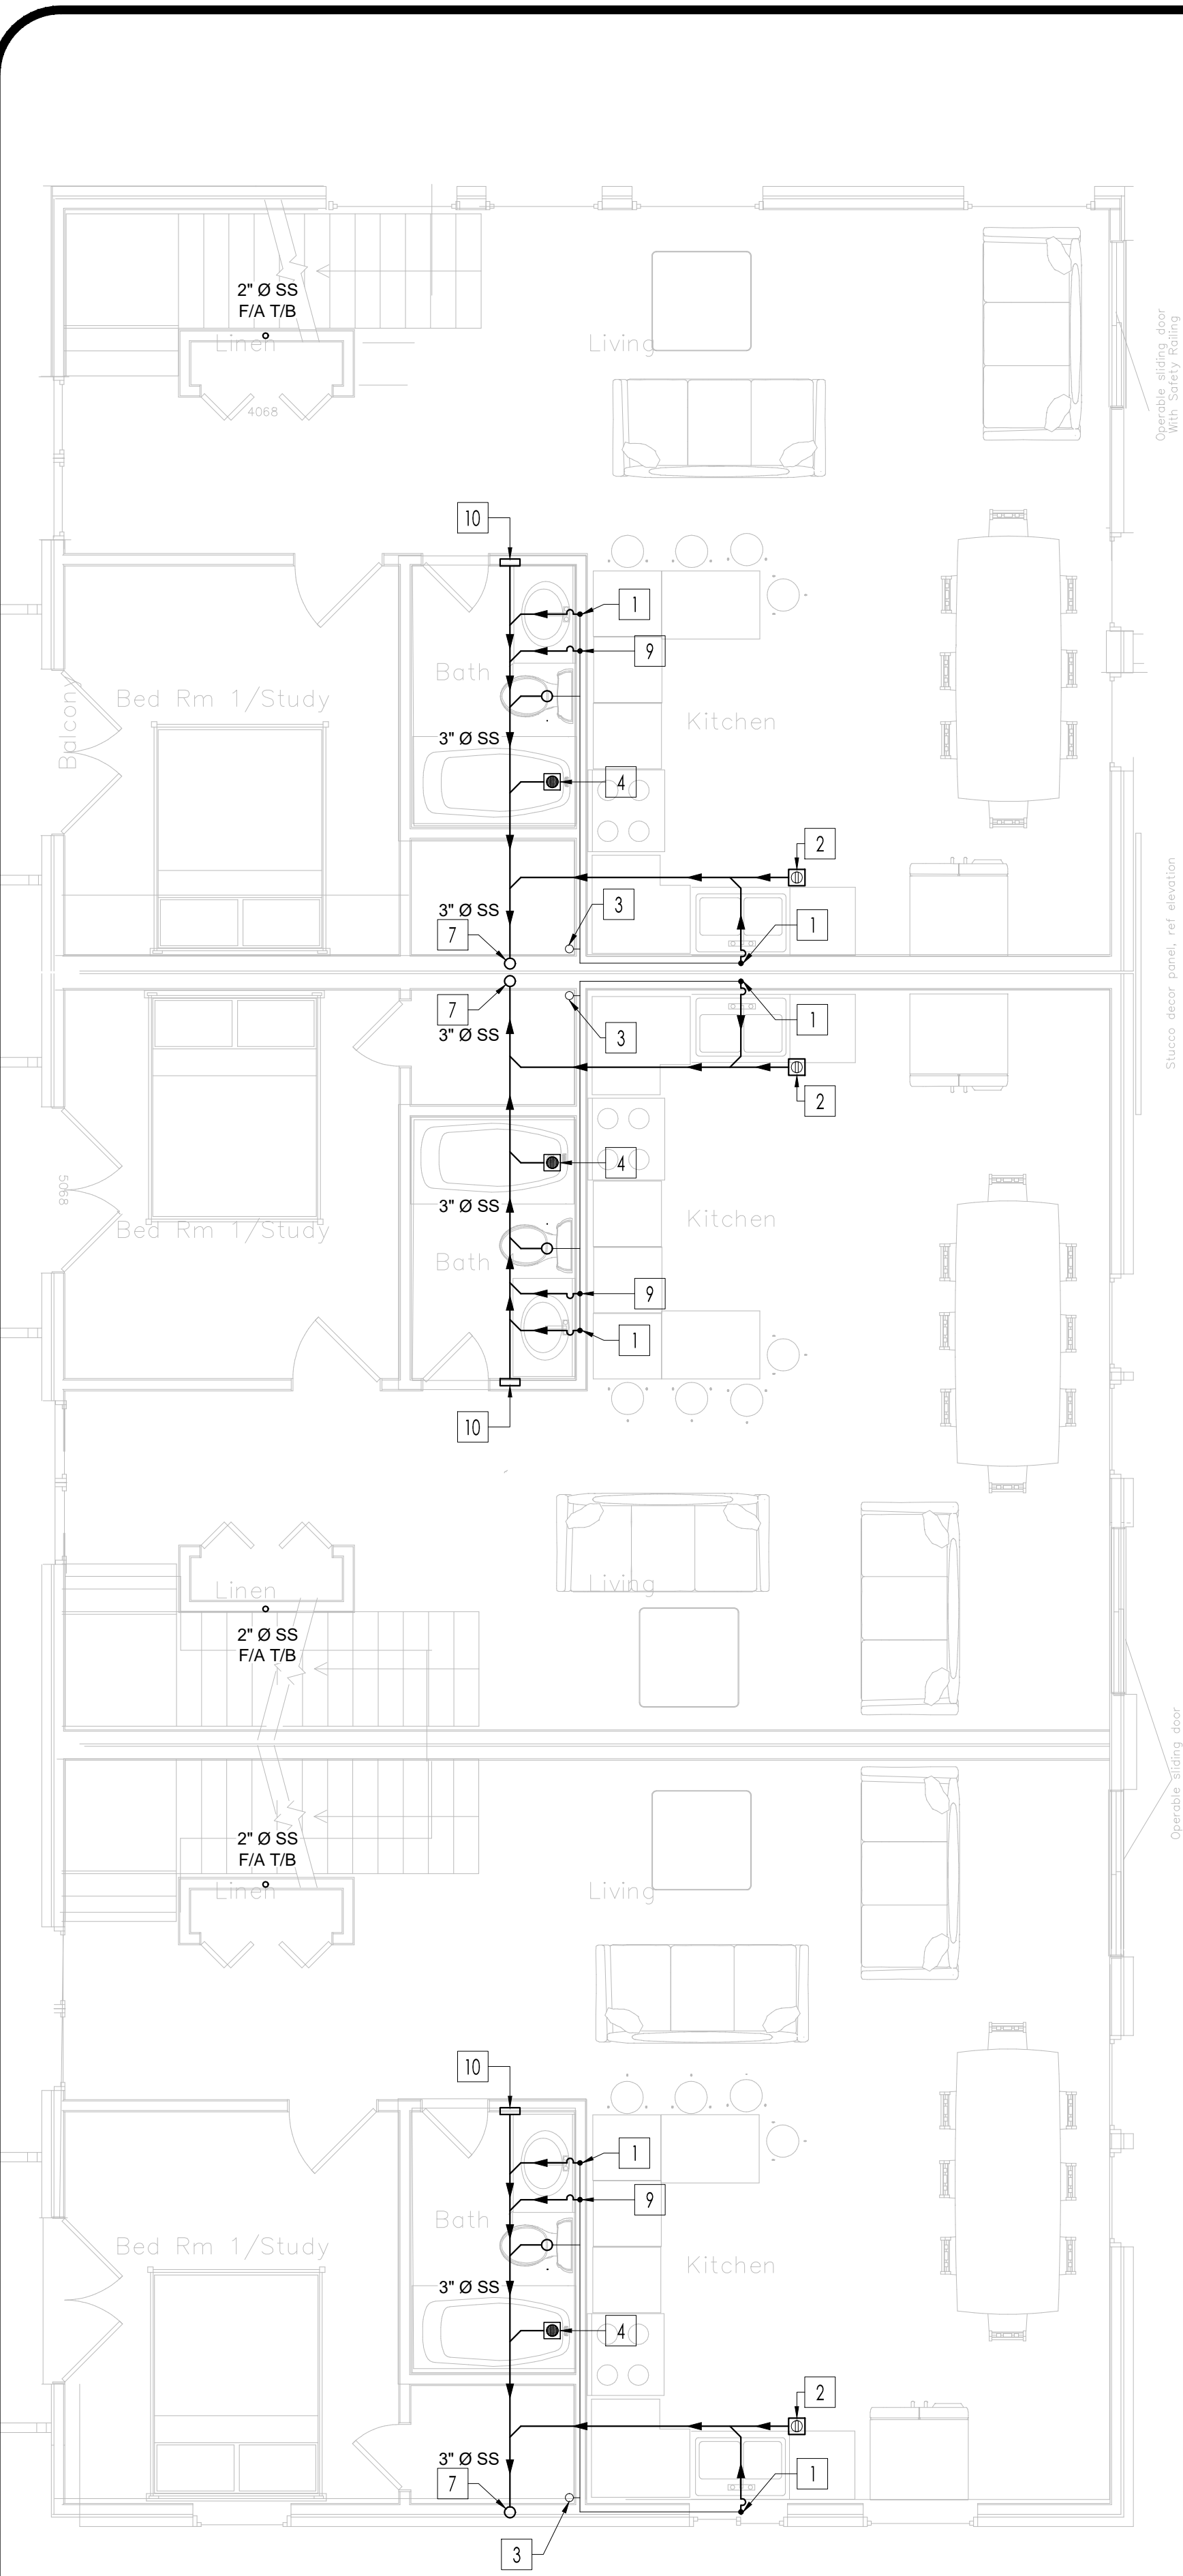 2" Ø SS
F/A T/B
Linen
4068
Living
Operable sliding door
With Safety Railing
10
1
9
Bath
Bed Rm 1/Study
Balcony
Kitchen
3" Ø SS
4
2
3" Ø SS
3
7
1
Stucco decor panel, ref elevation
7
3" Ø SS
3
1
2
4
5068
3" Ø SS
Kitchen
Bed Rm 1/Study
Bath
9
1
10
Linen
Living
2" Ø SS
F/A T/B
Operable sliding door
2" Ø SS
F/A T/B
Linen
Living
10
1
9
Bath
Bed Rm 1/Study
Kitchen
3" Ø SS
4
2
3" Ø SS
7
1
3